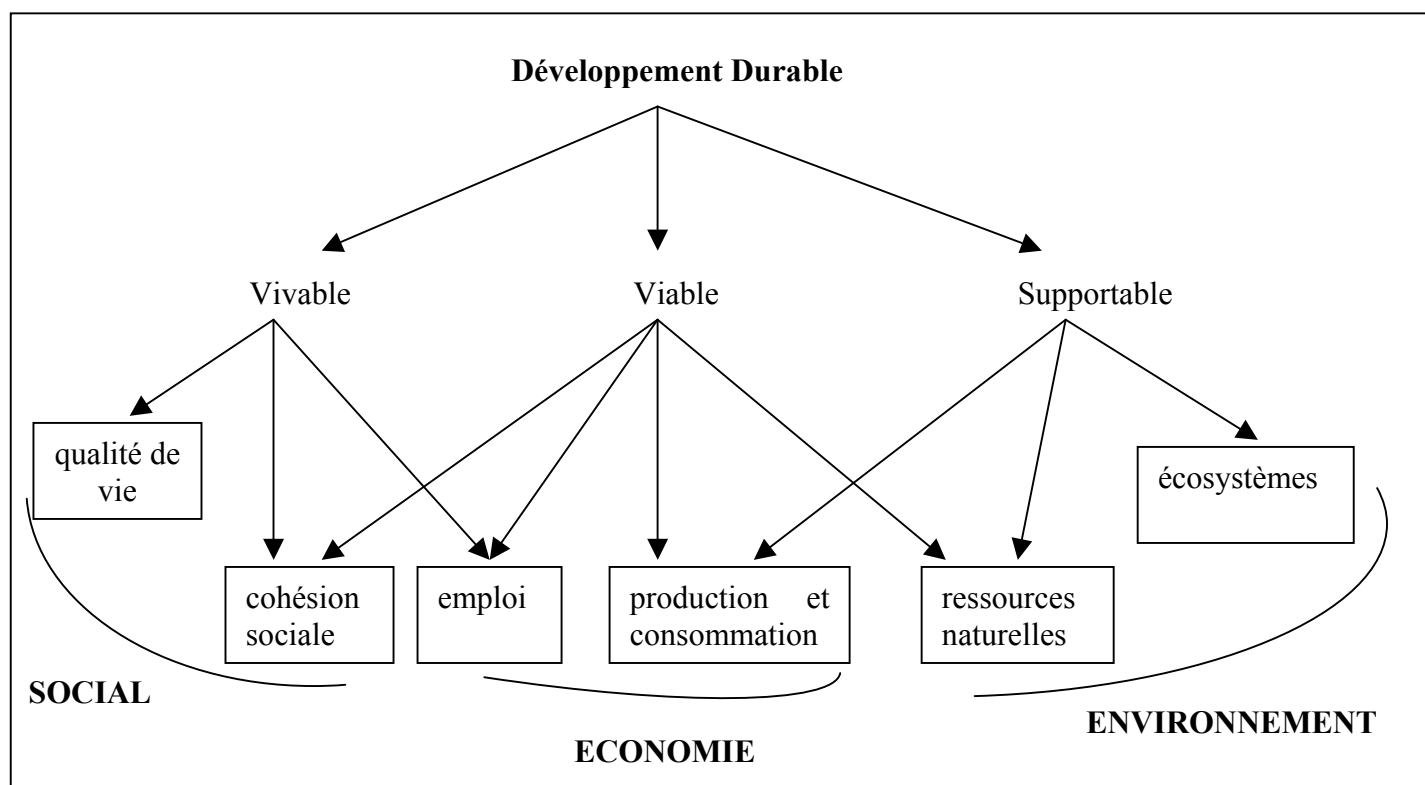 Développement Durable
Vivable
Viable
Supportable
qualité de
vie
écosystèmes
cohésion
sociale
emploi
production et
consommation
ressources
naturelles
SOCIAL
ECONOMIE
ENVIRONNEMENT